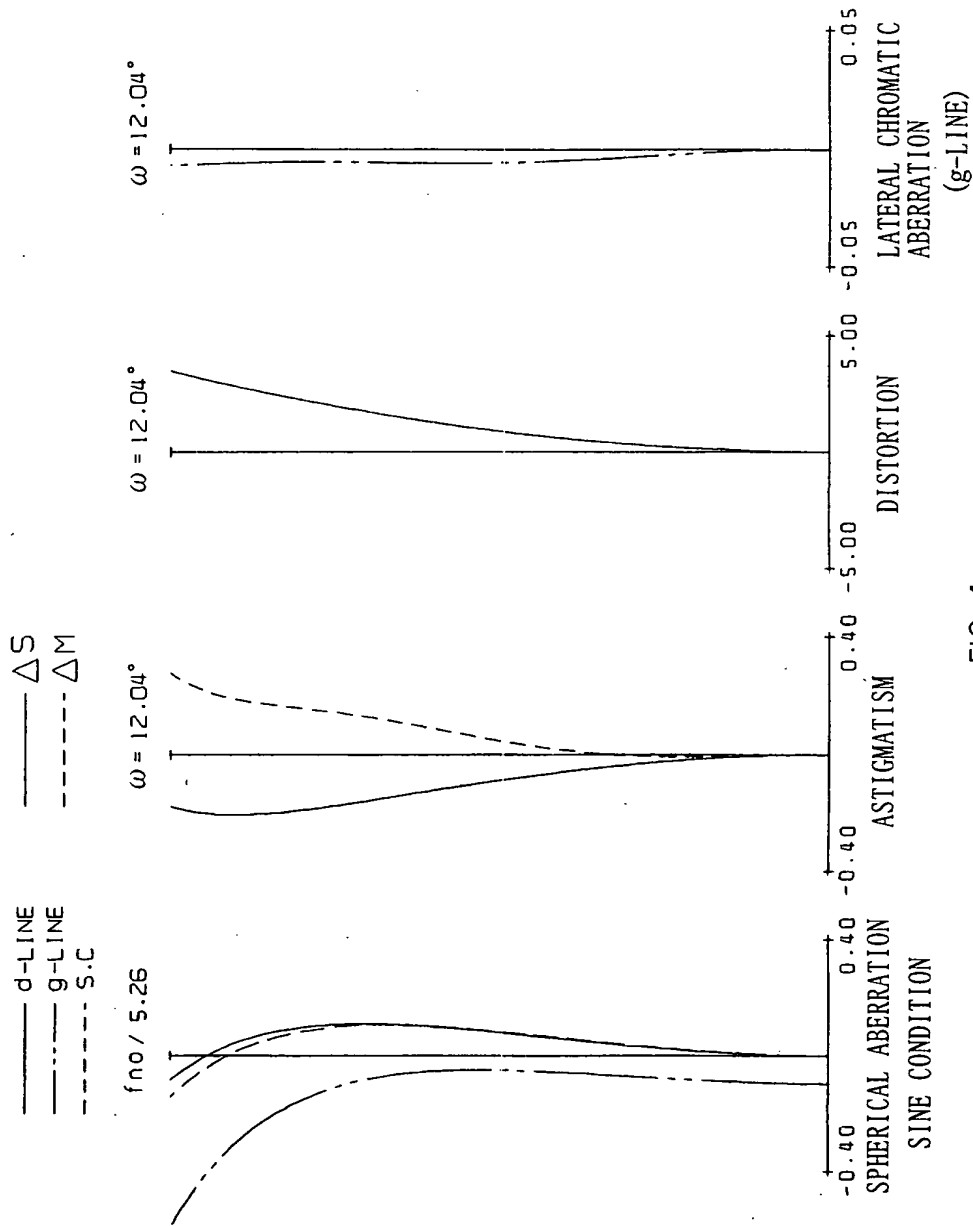 d-LINE
g-LINE
S.C
ΔS
ΔM
fno/5.26
-0.40
0.40
SPHERICAL ABERRATION
SINE CONDITION
ω=12.04°
-0.40
0.40
ASTIGMATISM
ω=12.04°
-5.00
5.00
DISTORTION
ω=12.04°
-0.05
0.05
LATERAL CHROMATIC
ABERRATION
(g-LINE)